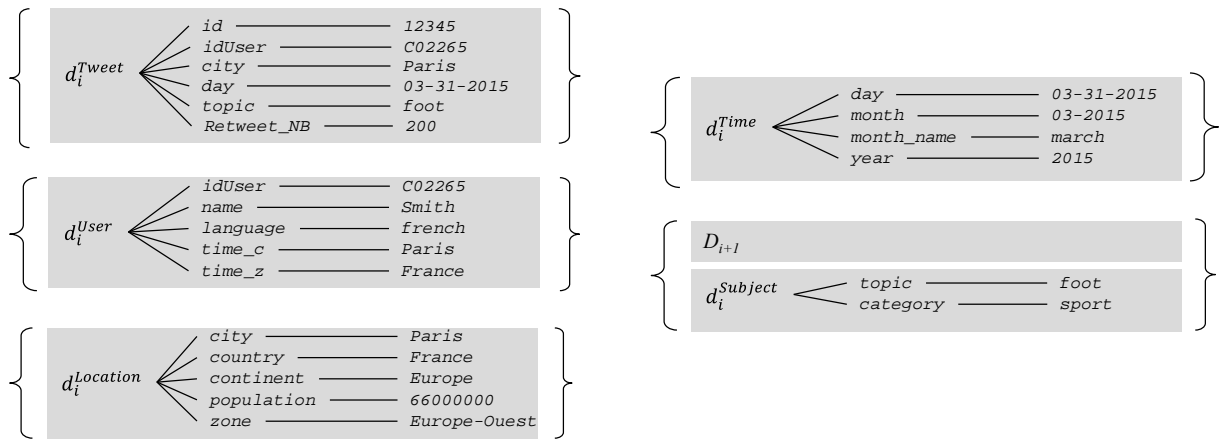 d_i^Tweet
id 12345
idUser C02265
city Paris
day 03-31-2015
topic foot
Retweet_NB 200
d_i^User
idUser C02265
name Smith
language french
time_c Paris
time_z France
d_i^Location
city Paris
country France
continent Europe
population 66000000
zone Europe-Ouest
d_i^Time
day 03-31-2015
month 03-2015
month_name march
year 2015
D_{i+1}
d_i^Subject
topic foot
category sport